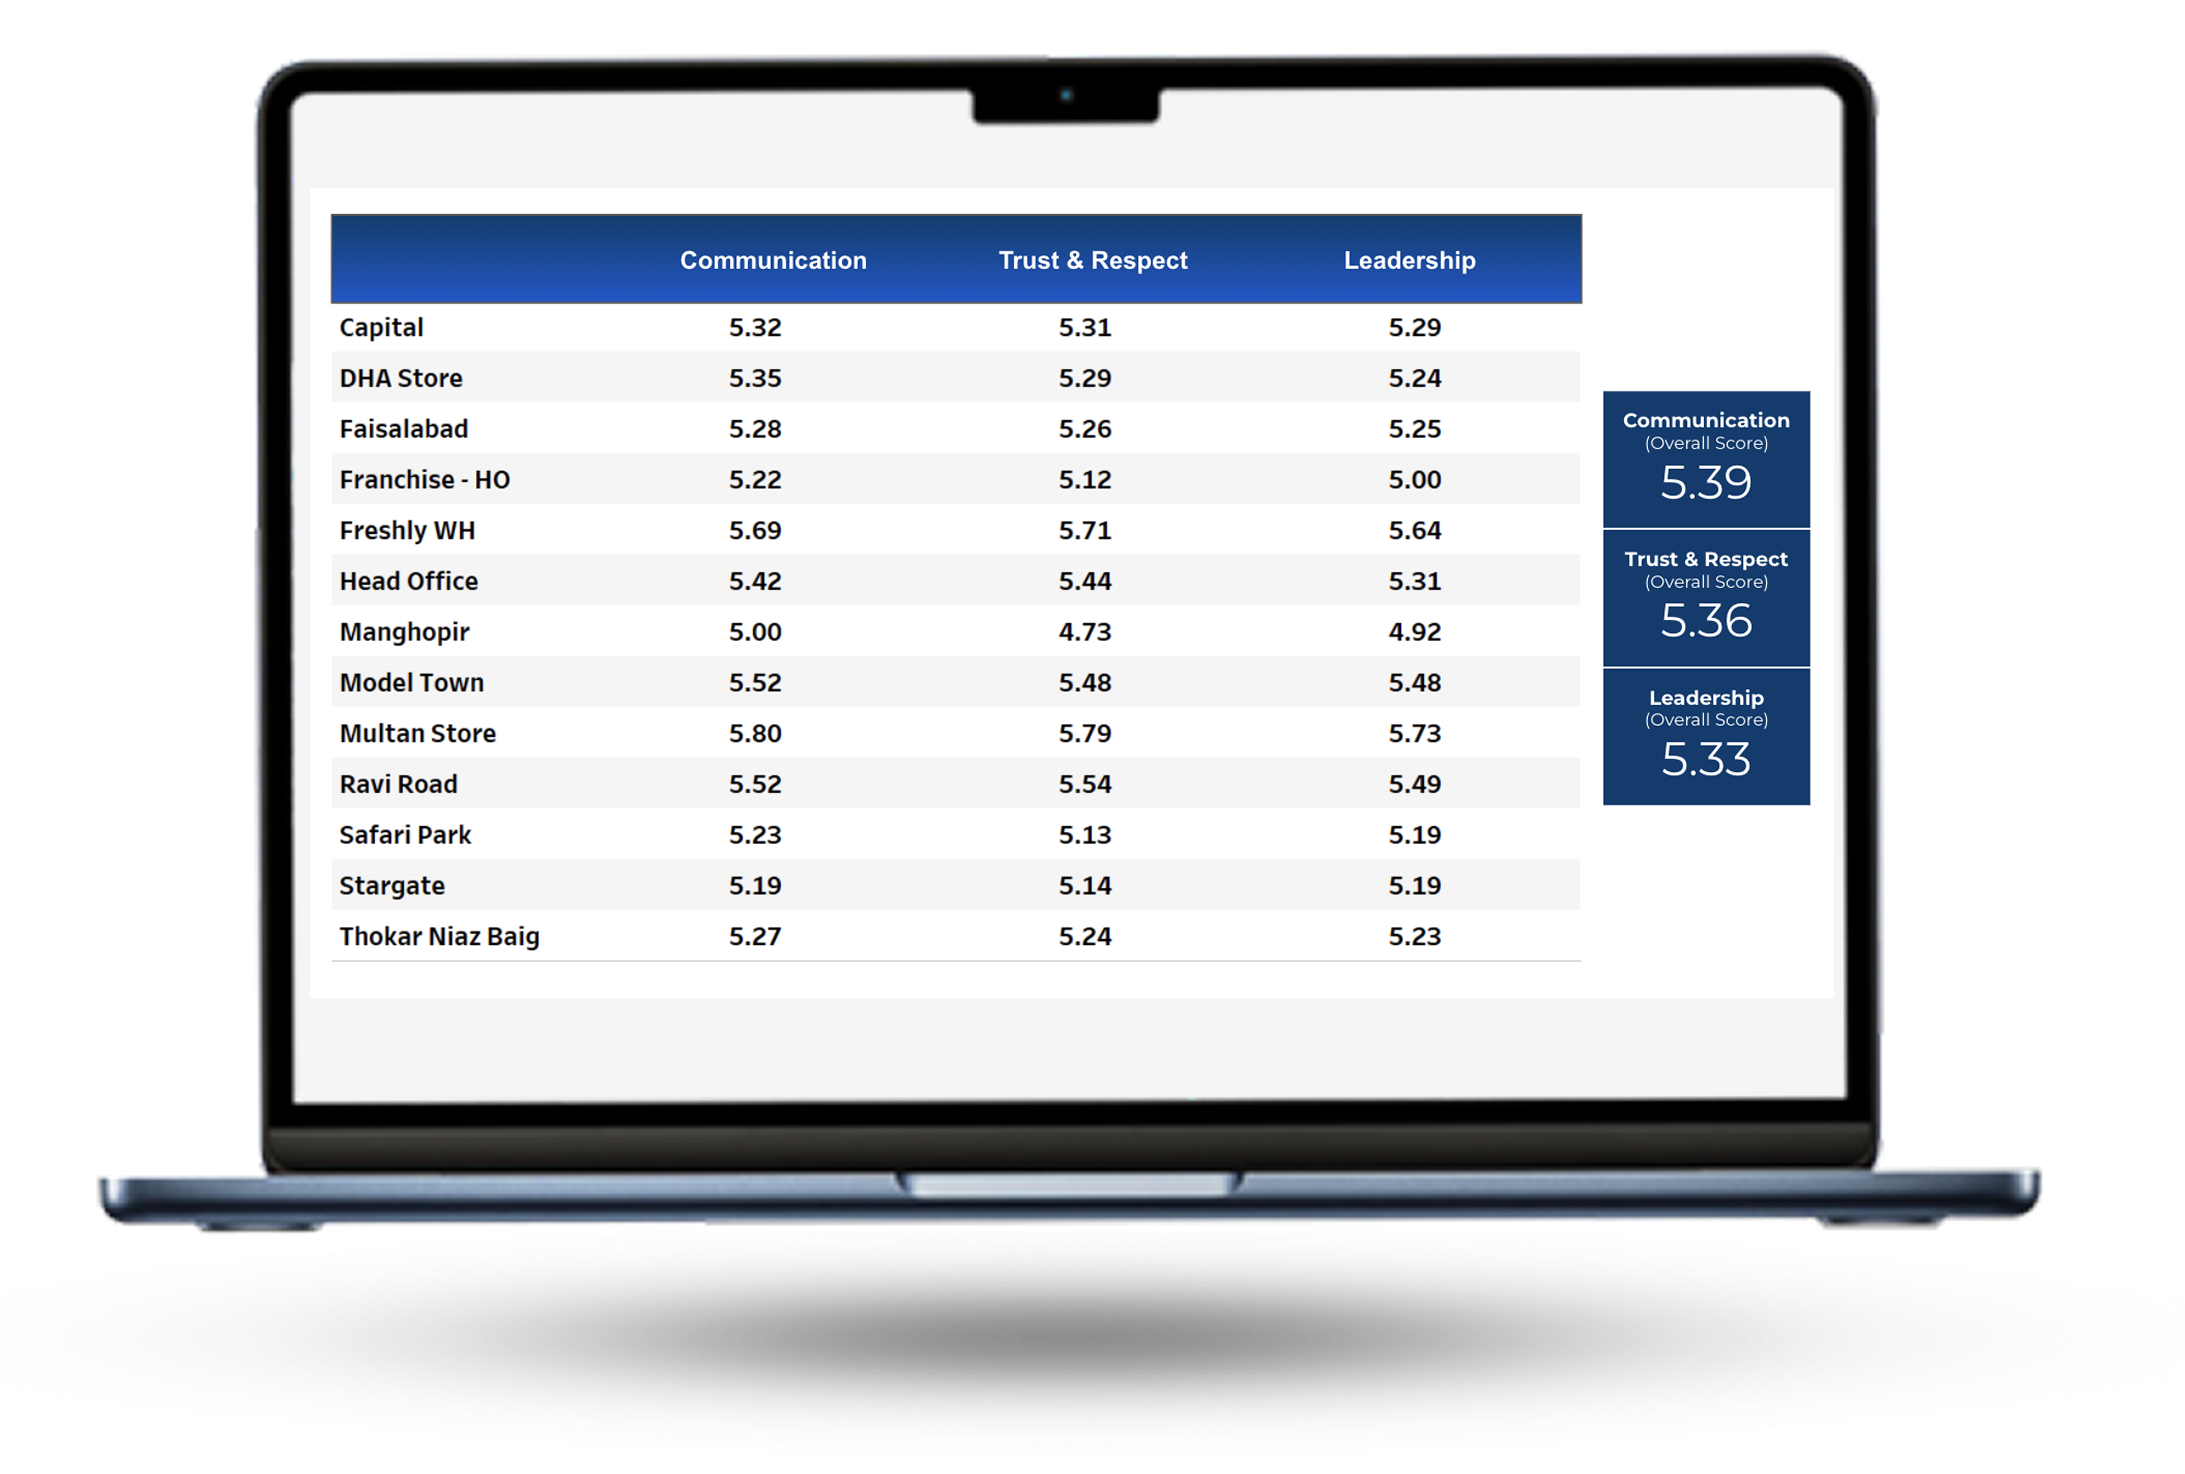 Communication Trust & Respect Leadership
Capital 5.32 5.31 5.29
DHA Store 5.35 5.29 5.24
Faisalabad 5.28 5.26 5.25
Franchise - HO 5.22 5.12 5.00
Freshly WH 5.69 5.71 5.64
Head Office 5.42 5.44 5.31
Manghopir 5.00 4.73 4.92
Model Town 5.52 5.48 5.48
Multan Store 5.80 5.79 5.73
Ravi Road 5.52 5.54 5.49
Safari Park 5.23 5.13 5.19
Stargate 5.19 5.14 5.19
Thokar Niaz Baig 5.27 5.24 5.23
Communication
(Overall Score)
5.39
Trust & Respect
(Overall Score)
5.36
Leadership
(Overall Score)
5.33